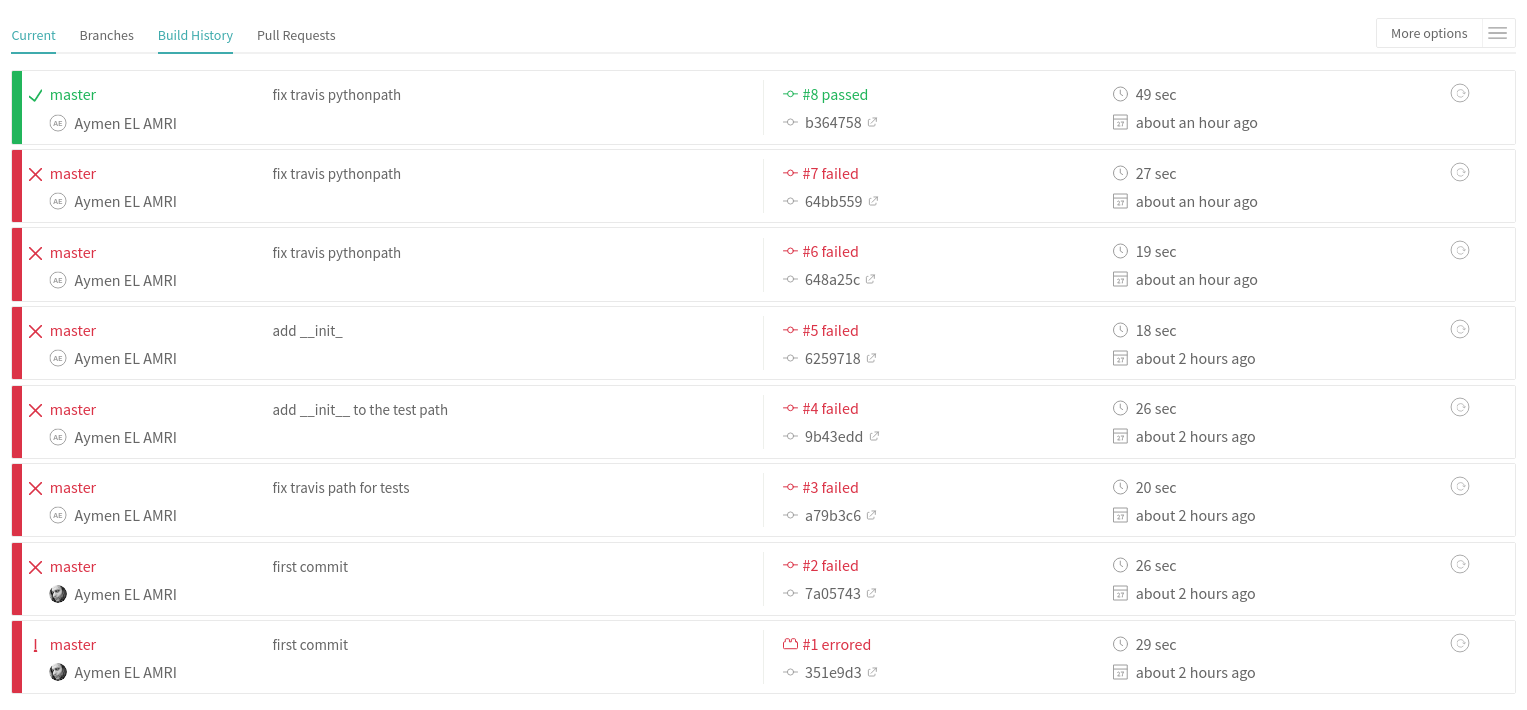 Current Branches Build History Pull Requests More options
master fix travis pythonpath #8 passed 49 sec
AE Aymen EL AMRI b364758 27 about an hour ago
master fix travis pythonpath #7 failed 27 sec
AE Aymen EL AMRI 64bb559 27 about an hour ago
master fix travis pythonpath #6 failed 19 sec
AE Aymen EL AMRI 648a25c 27 about an hour ago
master add __init_ #5 failed 18 sec
AE Aymen EL AMRI 6259718 27 about 2 hours ago
master add __init__ to the test path #4 failed 26 sec
AE Aymen EL AMRI 9b43edd 27 about 2 hours ago
master fix travis path for tests #3 failed 20 sec
AE Aymen EL AMRI a79b3c6 27 about 2 hours ago
master first commit #2 failed 26 sec
Aymen EL AMRI 7a05743 27 about 2 hours ago
! master first commit #1 errored 29 sec
Aymen EL AMRI 351e9d3 27 about 2 hours ago